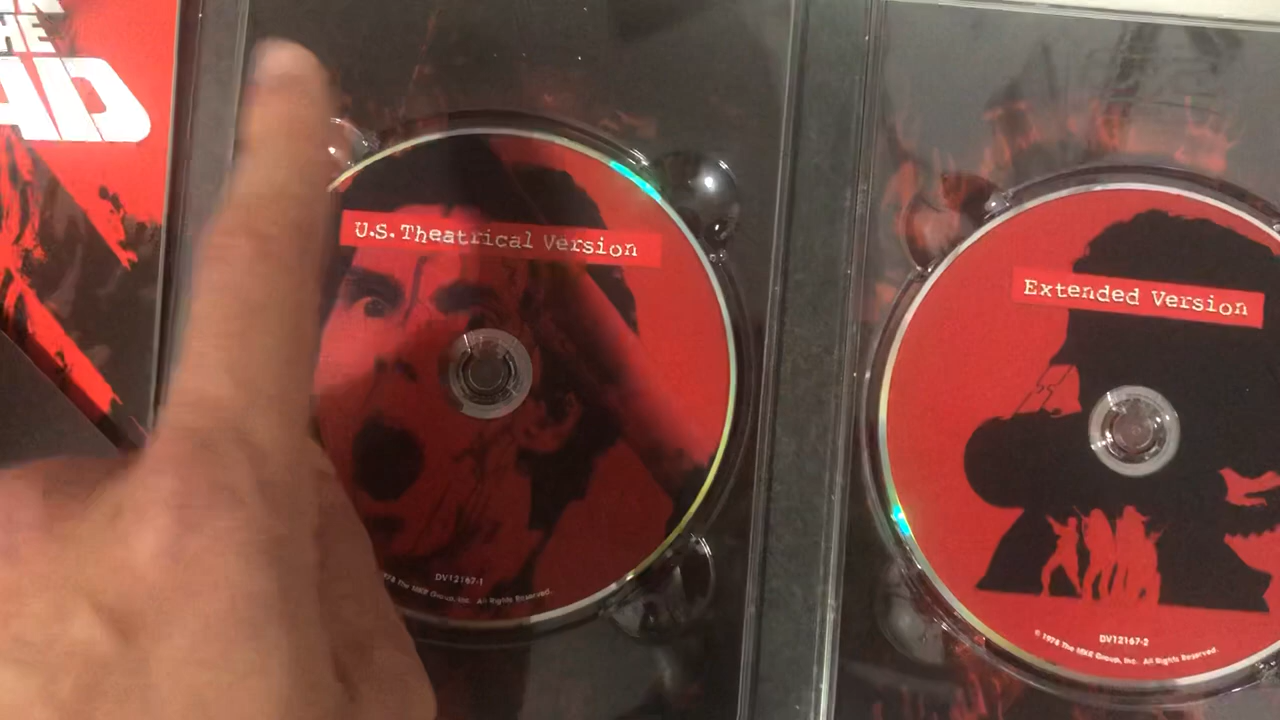 HE
AD
U.S. Theatrical Version
DV12167-1
The MKR Group, Inc. All Rights Reserved.
Extended Version
DV12167-2
© 1978 The MKR Group, Inc. All Rights Reserved.